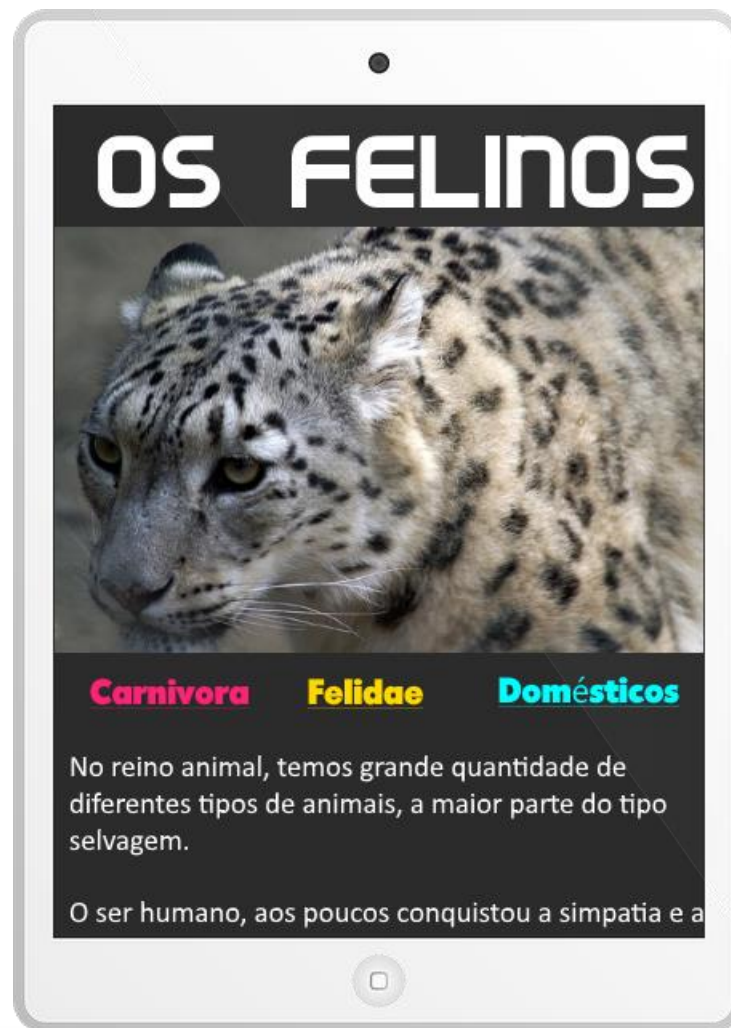 OS FELINOS
Carnivora Felidae Domésticos
No reino animal, temos grande quantidade de
diferentes tipos de animais, a maior parte do tipo
selvagem.
O ser humano, aos poucos conquistou a simpatia e a